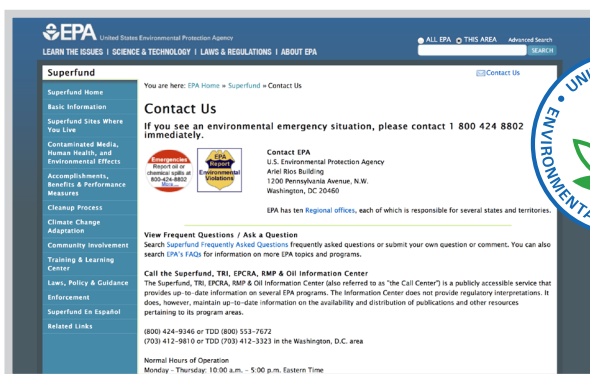 EPA United States Environmental Protection Agency
ALL EPA THIS AREA Advanced Search
LEARN THE ISSUES | SCIENCE & TECHNOLOGY | LAWS & REGULATIONS | ABOUT EPA
SEARCH
Superfund
Contact Us
Superfund Home
Basic Information
Superfund Sites Where
You Live
Contaminated Media,
Human Health, and
Environmental Effects
Accomplishments,
Benefits & Performance
Measures
Cleanup Process
Climate Change
Adaptation
Community Involvement
Training & Learning
Center
Laws, Policy & Guidance
Enforcement
Superfund En Español
Related Links
You are here: EPA Home » Superfund » Contact Us
Contact Us
If you see an environmental emergency situation, please contact 1 800 424 8802
immediately.
Emergencies
Report oil or
chemical spills at
800-424-8802
More...
EPA
Report
Environmental
Violations
Contact EPA
U.S. Environmental Protection Agency
Ariel Rios Building
1200 Pennsylvania Avenue, N.W.
Washington, DC 20460
EPA has ten Regional offices, each of which is responsible for several states and territories.
View Frequent Questions / Ask a Question
Search Superfund Frequently Asked Questions frequently asked questions or submit your own question or comment. You can also
search EPA's FAQs for information on more EPA topics and programs.
Call the Superfund, TRI, EPCRA, RMP & Oil Information Center
The Superfund, TRI, EPCRA, RMP & Oil Information Center (also referred to as "the Call Center") is a publicly accessible service that
provides up-to-date information on several EPA programs. The Information Center does not provide regulatory interpretations. It
does, however, maintain up-to-date information on the availability and distribution of publications and other resources
pertaining to its program areas.
(800) 424-9346 or TDD (800) 553-7672
(703) 412-9810 or TDD (703) 412-3323 in the Washington, D.C. area
Normal Hours of Operation
Monday - Thursday: 10:00 a.m. - 5:00 p.m. Eastern Time
UNI
ENVIRONMENTA